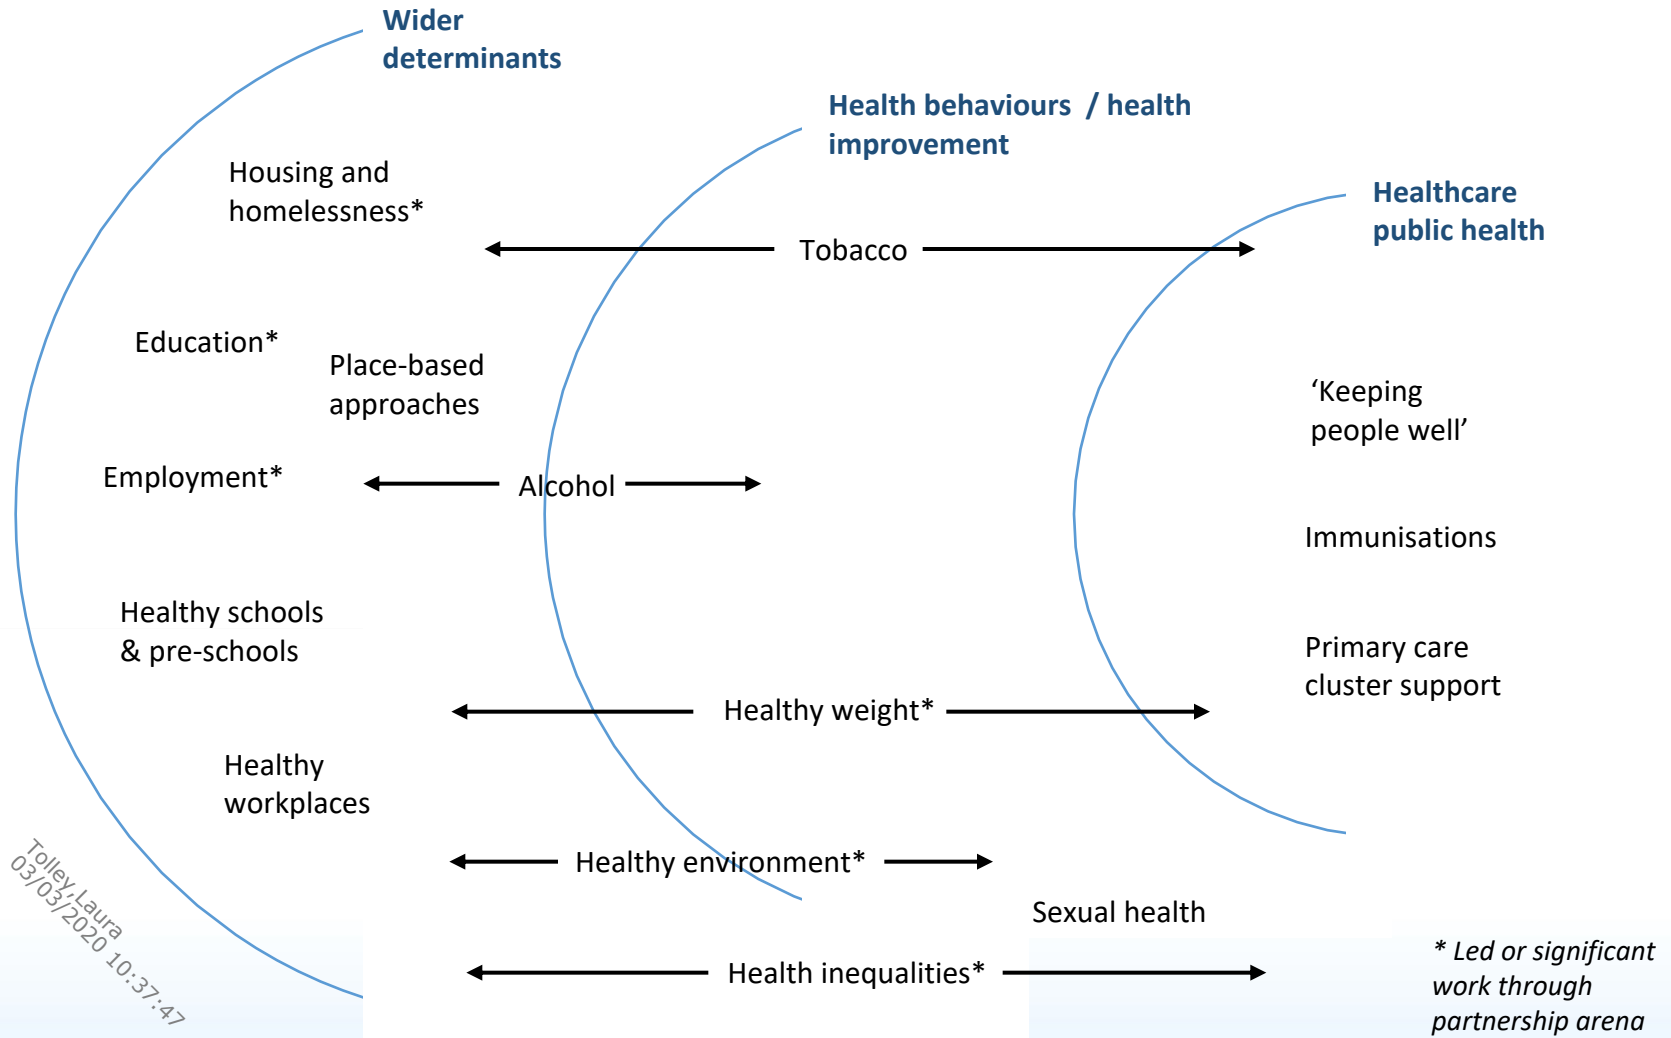 Wider
determinants
Health behaviours / health
improvement
Healthcare
public health
Housing and
homelessness*
Tobacco
Education*
Place-based
approaches
‘Keeping
people well’
Employment*
Alcohol
Immunisations
Healthy schools
& pre-schools
Primary care
cluster support
Healthy weight*
Healthy
workplaces
Healthy environment*
Sexual health
Health inequalities*
* Led or significant
work through
partnership arena
Tolley,Laura
03/03/2020 10:37:47